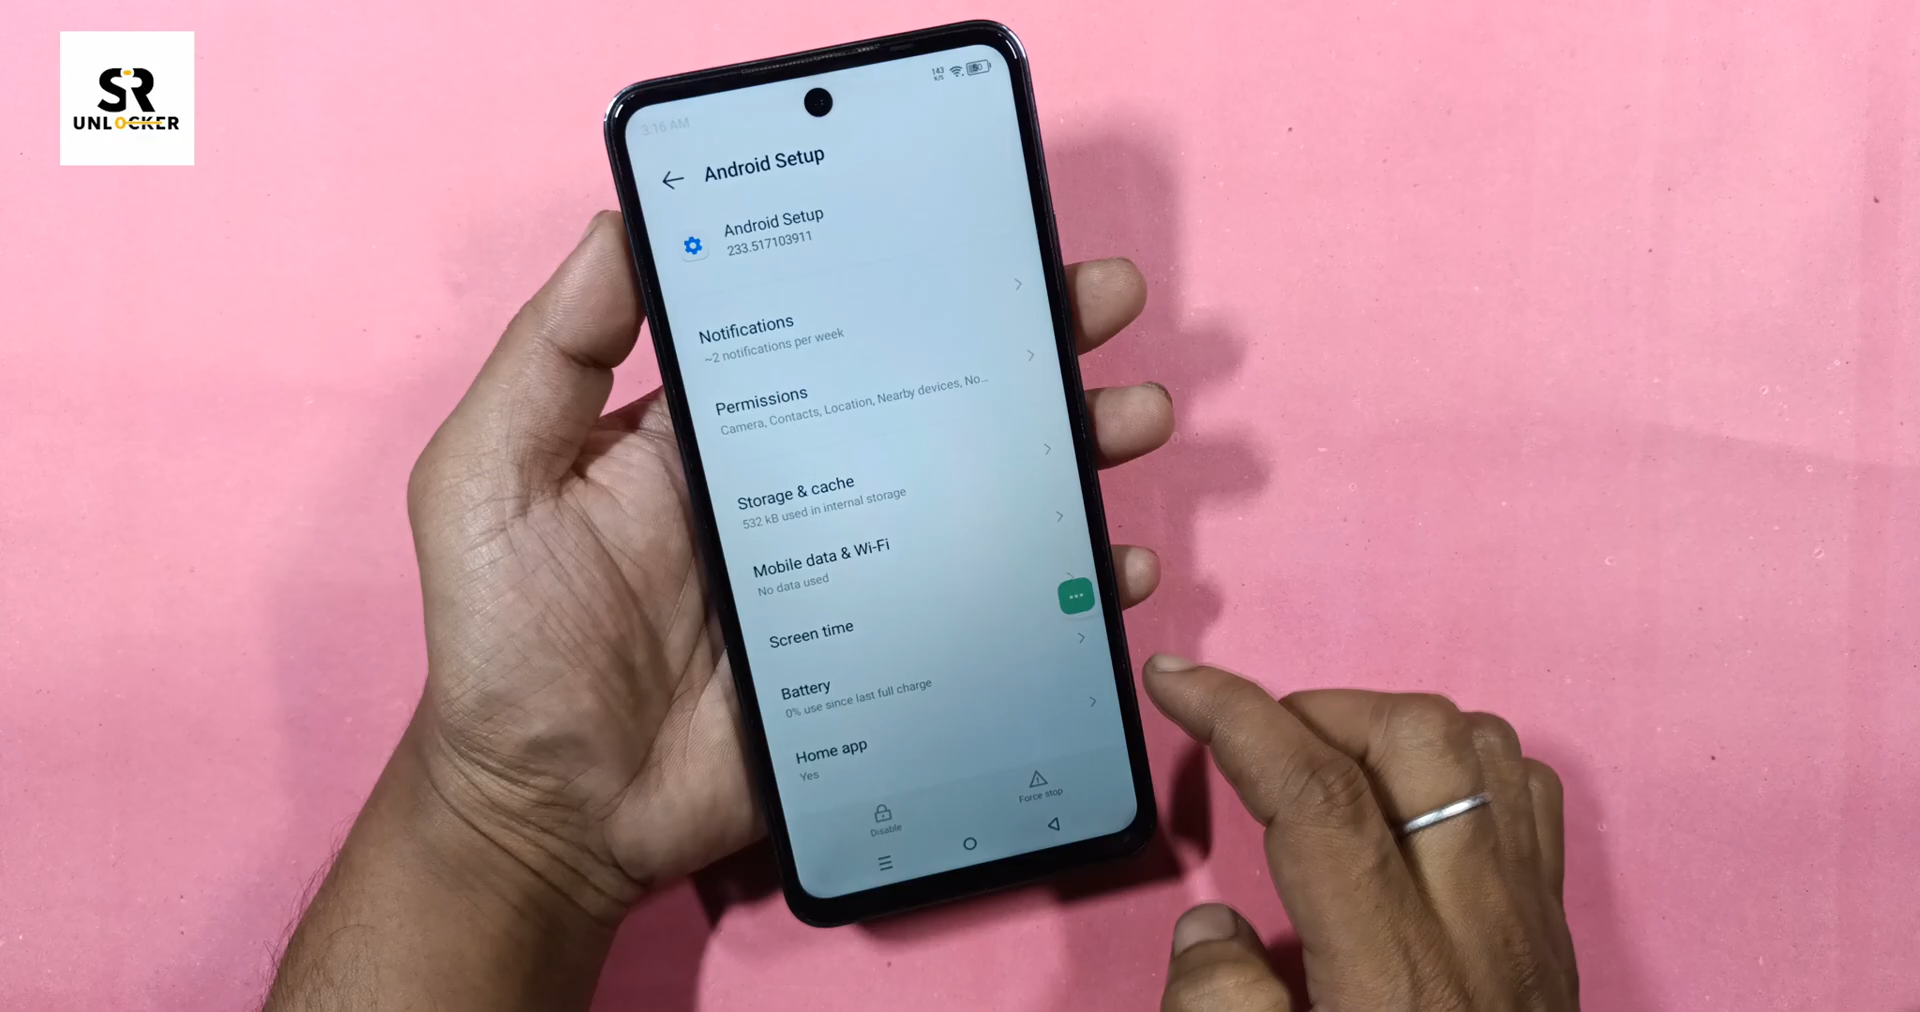 SR
UNLOCKER
143
K/S
50
3:16 AM
Android Setup
Android Setup
233.517103911
Notifications
~2 notifications per week
Permissions
Camera, Contacts, Location, Nearby devices, No...
Storage & cache
532 kB used in internal storage
Mobile data & Wi-Fi
No data used
Screen time
Battery
0% use since last full charge
Home app
Yes
Disable
Force stop